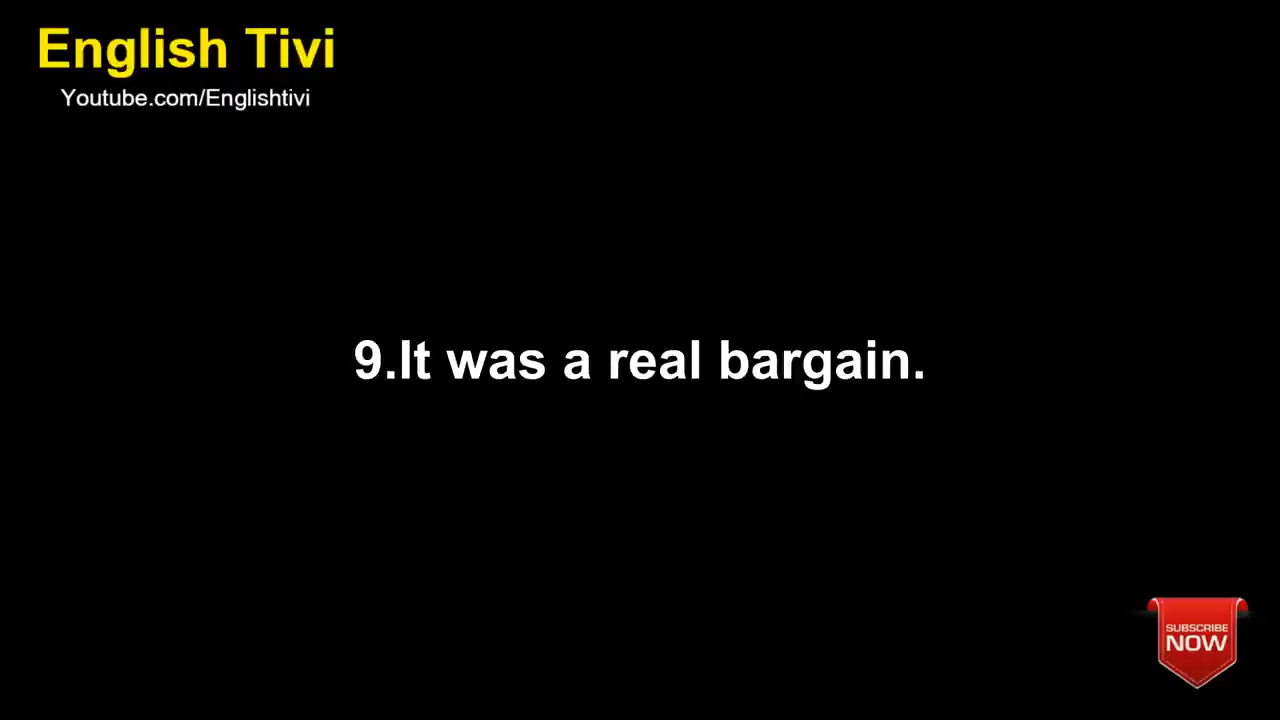 English Tivi
Youtube.com/Englishtivi
9.It was a real bargain.
SUBSCRIBE
NOW